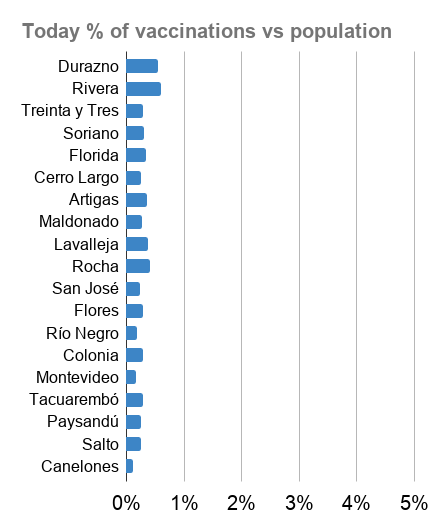 Today % of vaccinations vs population
Durazno
Rivera
Treinta y Tres
Soriano
Florida
Cerro Largo
Artigas
Maldonado
Lavalleja
Rocha
San José
Flores
Río Negro
Colonia
Montevideo
Tacuarembó
Paysandú
Salto
Canelones
0% 1% 2% 3% 4% 5%